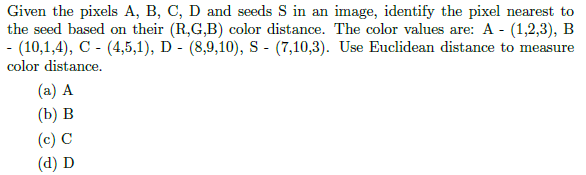 Given the pixels A, B, C, D and seeds S in an image, identify the pixel nearest to
the seed based on their (R,G,B) color distance. The color values are: A - (1,2,3), B
- (10,1,4), C - (4,5,1), D - (8,9,10), S - (7,10,3). Use Euclidean distance to measure
color distance.
(a) A
(b) B
(c) C
(d) D